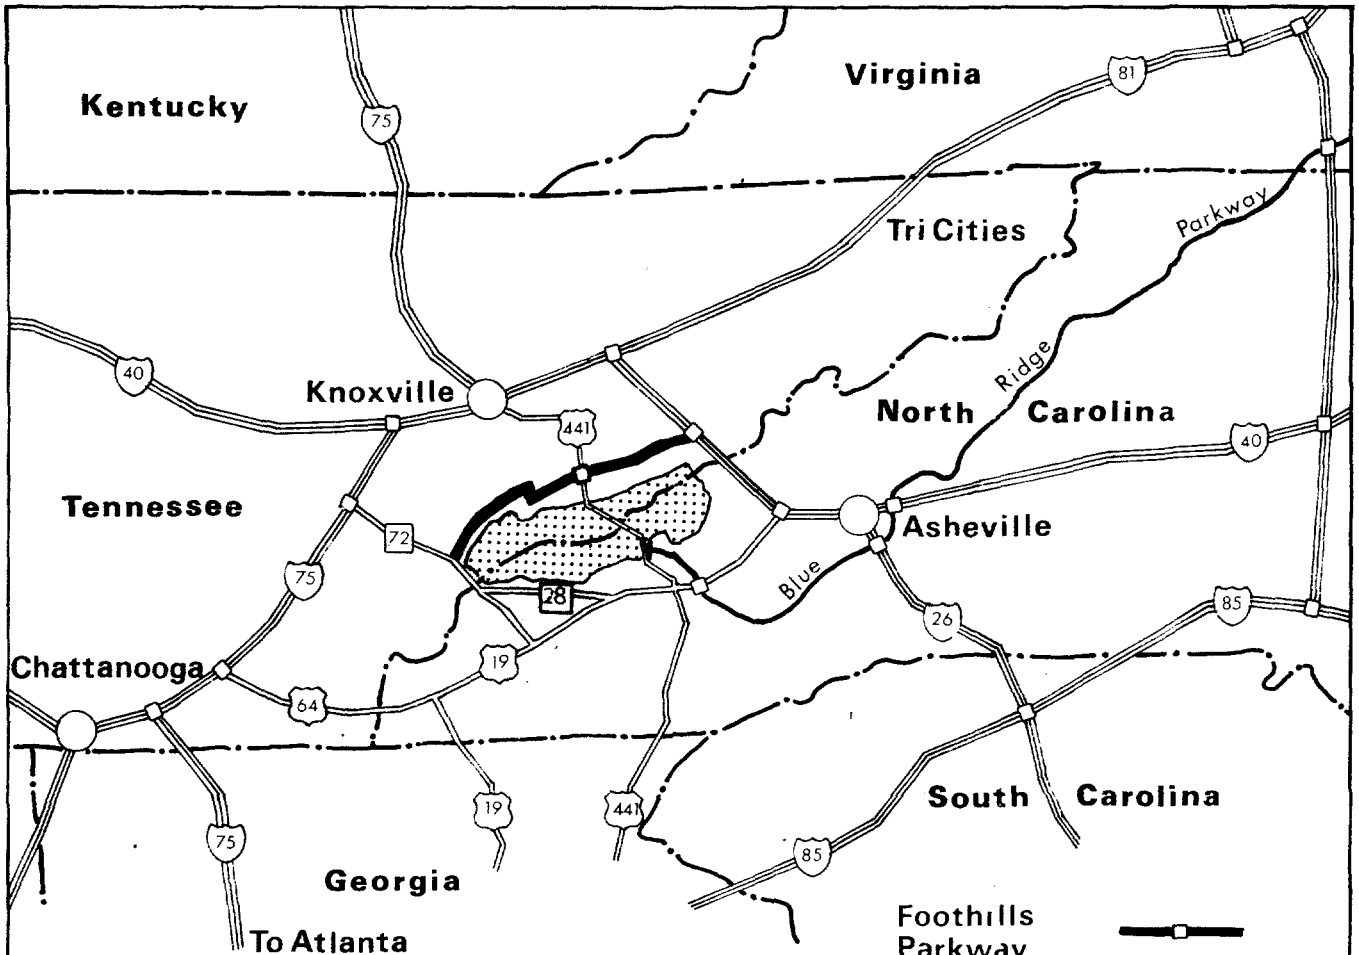 Virginia
81
Kentucky
75
Parkway
Tri Cities
Ridge
40
Knoxville
441
North Carolina
40
Tennessee
72
Asheville
75
Blue
28
85
26
Chattanooga
19
64
South Carolina
19
441
75
85
Georgia
Foothills
Parkway
To Atlanta